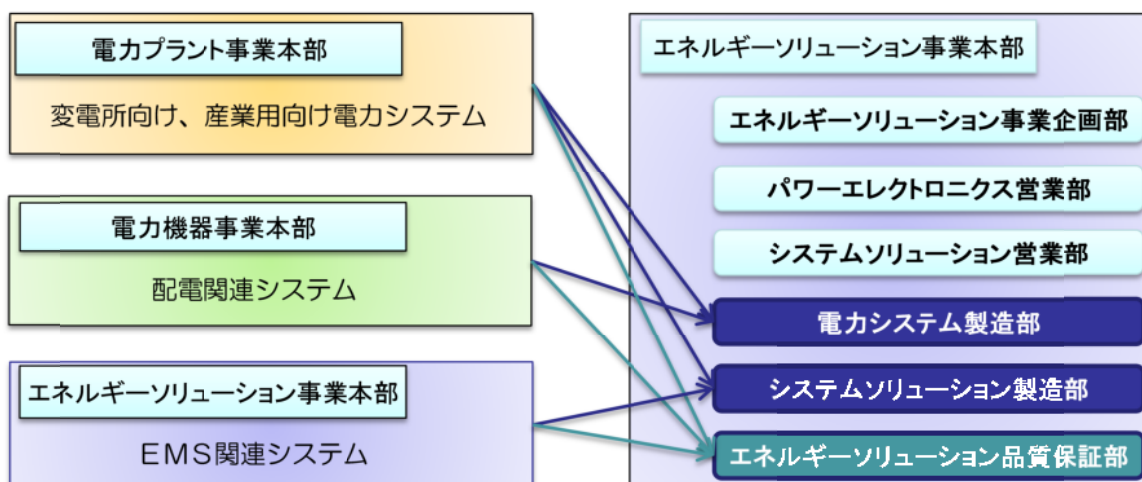 電力プラント事業本部
変電所向け、産業用向け電力システム
電力機器事業本部
配電関連システム
エネルギーソリューション事業本部
ＥＭＳ関連システム
エネルギーソリューション事業本部
エネルギーソリューション事業企画部
パワーエレクトロニクス営業部
システムソリューション営業部
電力システム製造部
システムソリューション製造部
エネルギーソリューション品質保証部